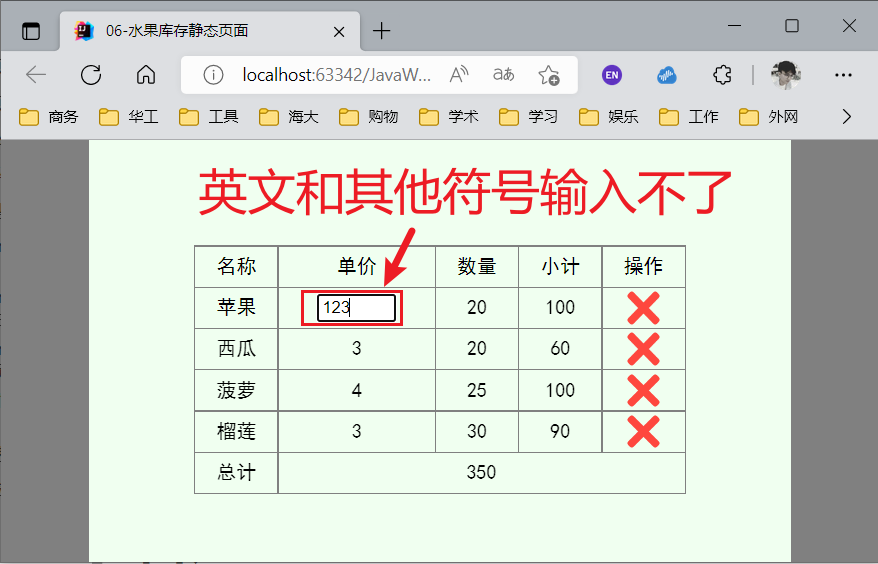 06-水果库存静态页面
localhost:63342/JavaW...
A
aあ
EN
商务 华工 工具 海大 购物 学术 学习 娱乐 工作 外网
英文和其他符号输入不了
名称 单价 数量 小计 操作
苹果 123 20 100
西瓜 3 20 60
菠萝 4 25 100
榴莲 3 30 90
总计 350